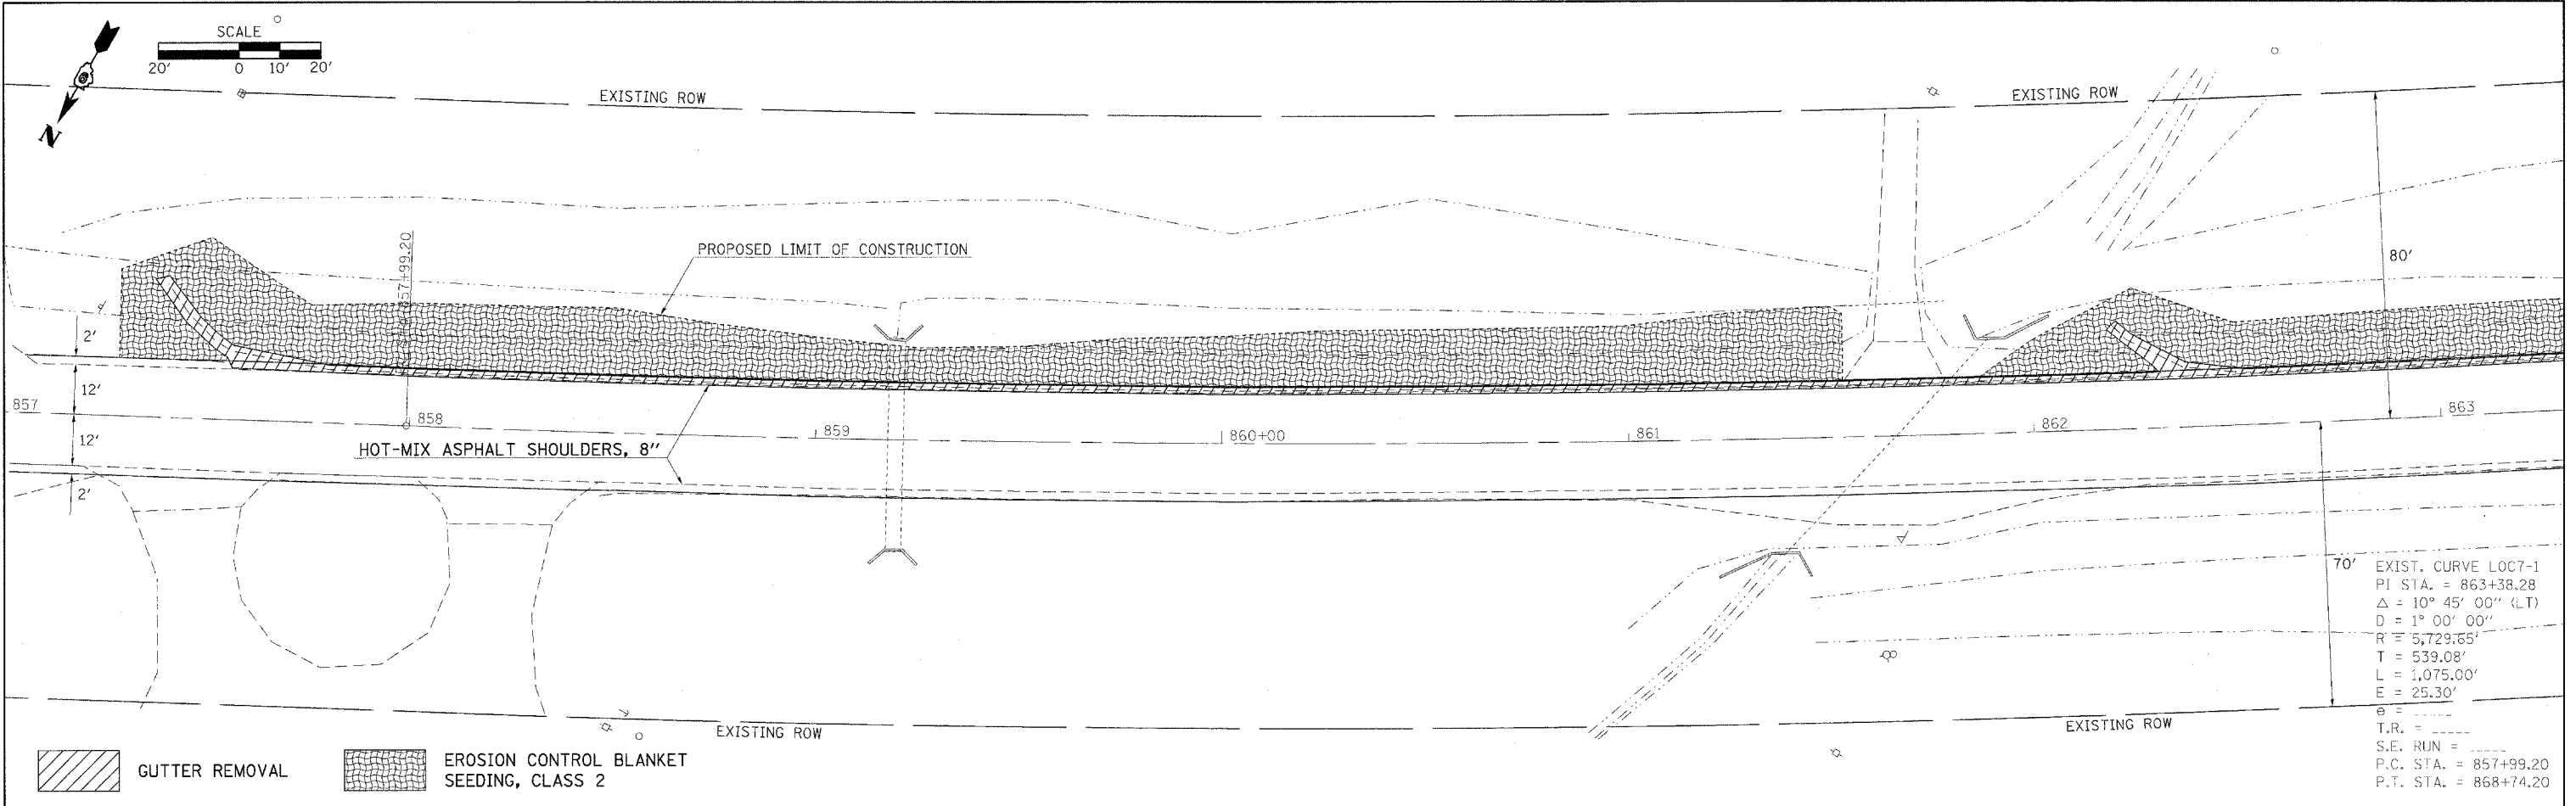 SCALE
20' 0 10' 20'
N
EXISTING ROW
EXISTING ROW
857+99.20
PROPOSED LIMIT OF CONSTRUCTION
80'
2'
12'
857
858
859
860+00
861
862
863
12'
HOT-MIX ASPHALT SHOULDERS, 8"
2'
70'
EXIST. CURVE LOC7-1
PI STA. = 863+38.28
Δ = 10° 45' 00" (LT)
D = 1° 00' 00"
R = 5,729.65'
T = 539.08'
L = 1,075.00'
E = 25.30'
e = -----
T.R. = -----
S.E. RUN = -----
P.C. STA. = 857+99.20
P.T. STA. = 868+74.20
EXISTING ROW
EXISTING ROW
GUTTER REMOVAL
EROSION CONTROL BLANKET
SEEDING, CLASS 2